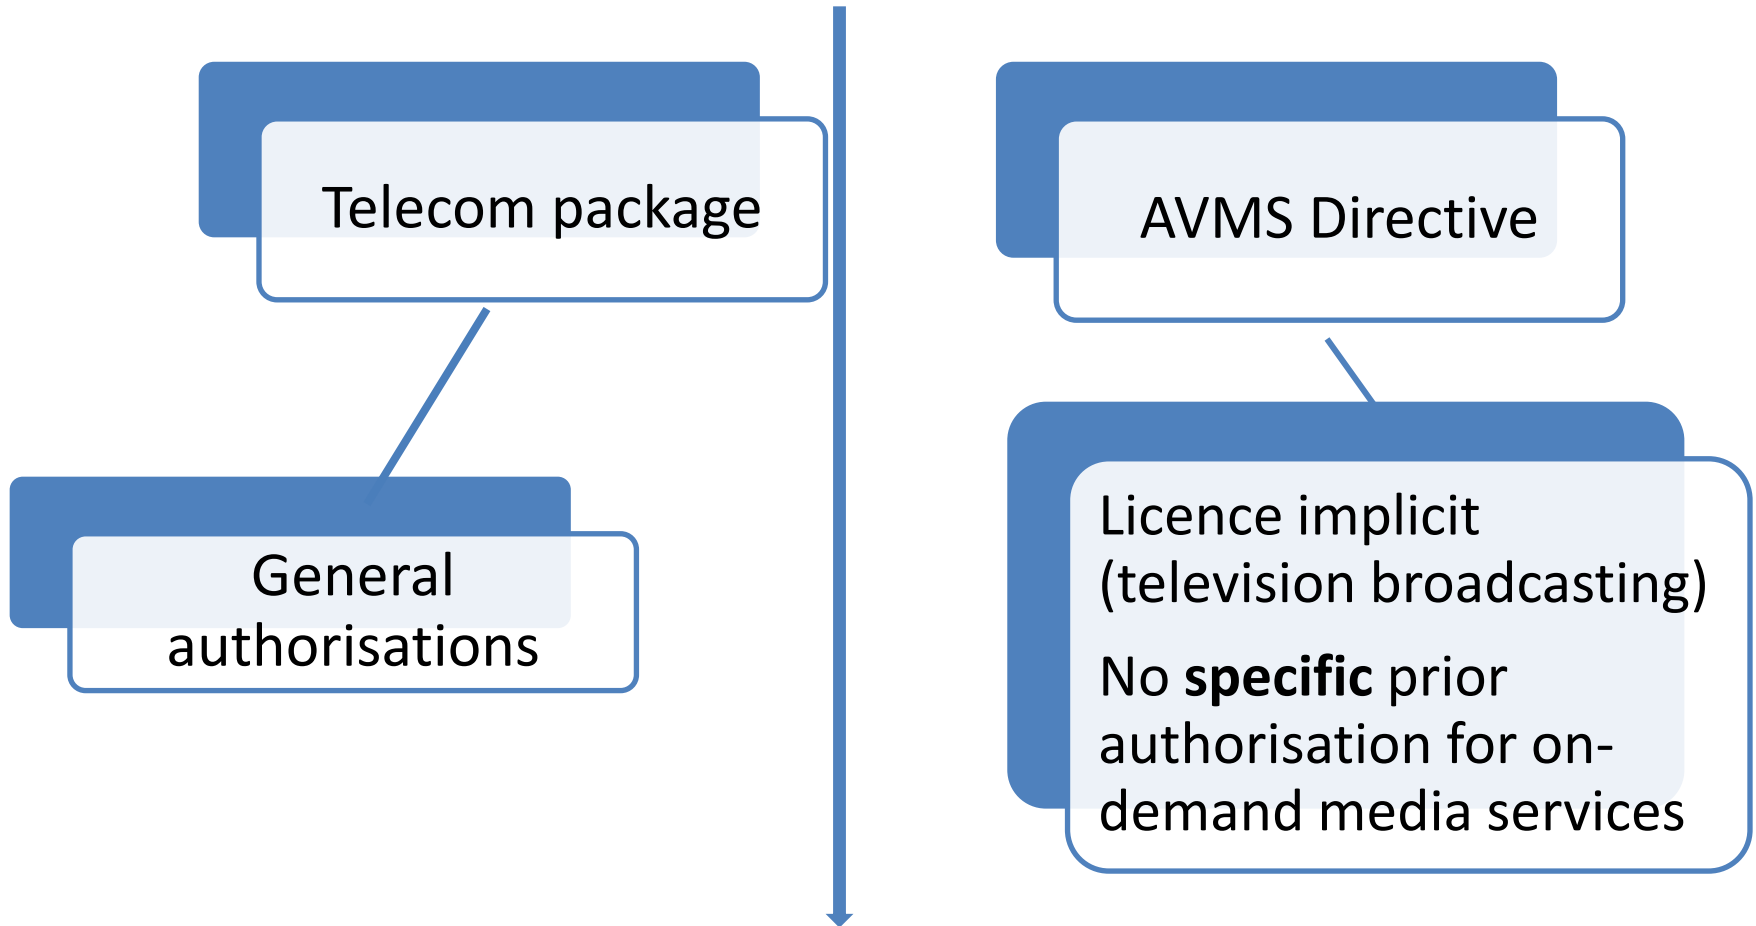 Telecom package
AVMS Directive
General
authorisations
Licence implicit
(television broadcasting)
No specific prior
authorisation for on-
demand media services